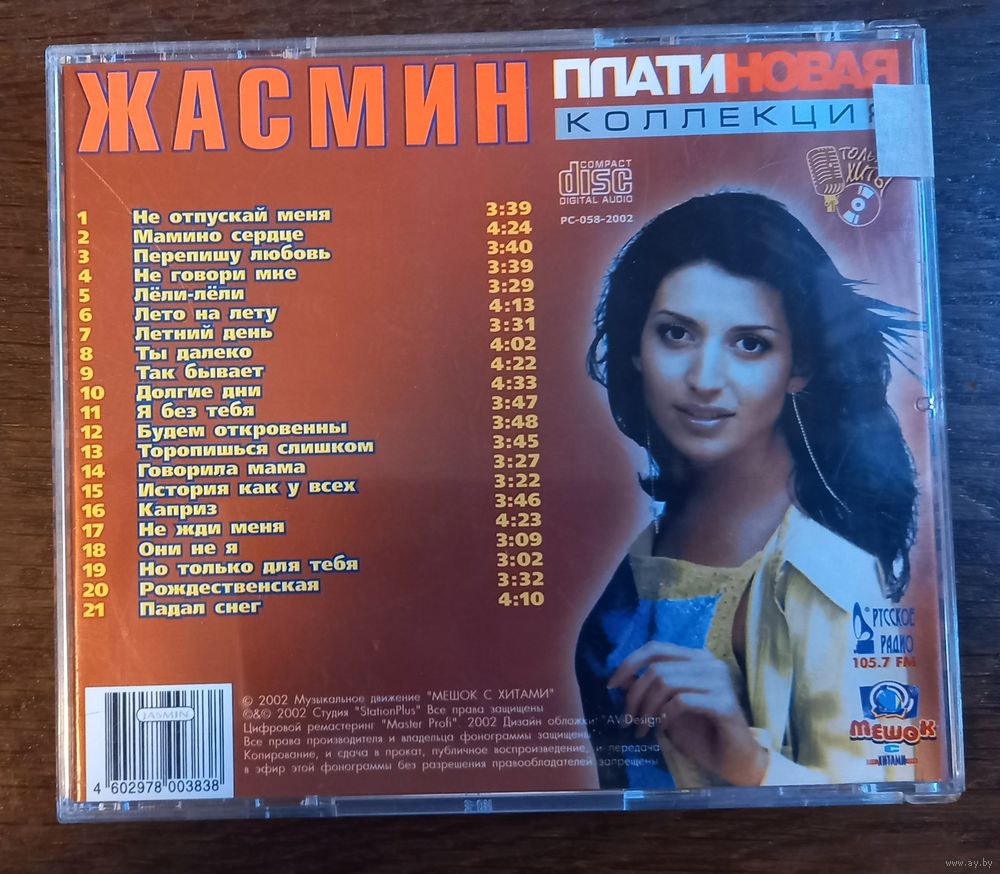 ЖАСМИН
ПЛАТИНОВАЯ
КОЛЛЕКЦИЯ
COMPACT
disc
DIGITAL AUDIO
PC-058-2002
ХИТЫ
1 Не отпускай меня 3:39
2 Мамино сердце 4:24
3 Перепишу любовь 3:40
4 Не говори мне 3:39
5 Лёли-лёли 3:29
6 Лето на лету 4:13
7 Летний день 3:31
8 Ты далеко 4:02
9 Так бывает 4:22
10 Долгие дни 4:33
11 Я без тебя 3:47
12 Будем откровенны 3:48
13 Торопишься слишком 3:45
14 Говорила мама 3:27
15 История как у всех 3:22
16 Каприз 3:46
17 Не жди меня 4:23
18 Они не я 3:09
19 Но только для тебя 3:02
20 Рождественская 3:32
21 Падал снег 4:10
РУССКОЕ
РАДИО
105.7 FM
МЕШОК
С
ХИТАМИ
JASMIN
4 602978 003838
© 2002 Музыкальное движение "МЕШОК С ХИТАМИ"
©&© 2002 Студия "StationPlus" Все права защищены
Цифровой ремастеринг "Master Profi". 2002 Дизайн обложки "AV-Design"
Все права производителя и владельца фонограммы защищены
Копирование, и сдача в прокат, публичное воспроизведение, и передача
в эфир этой фонограммы без разрешения правообладателей запрещены
www.ay.by